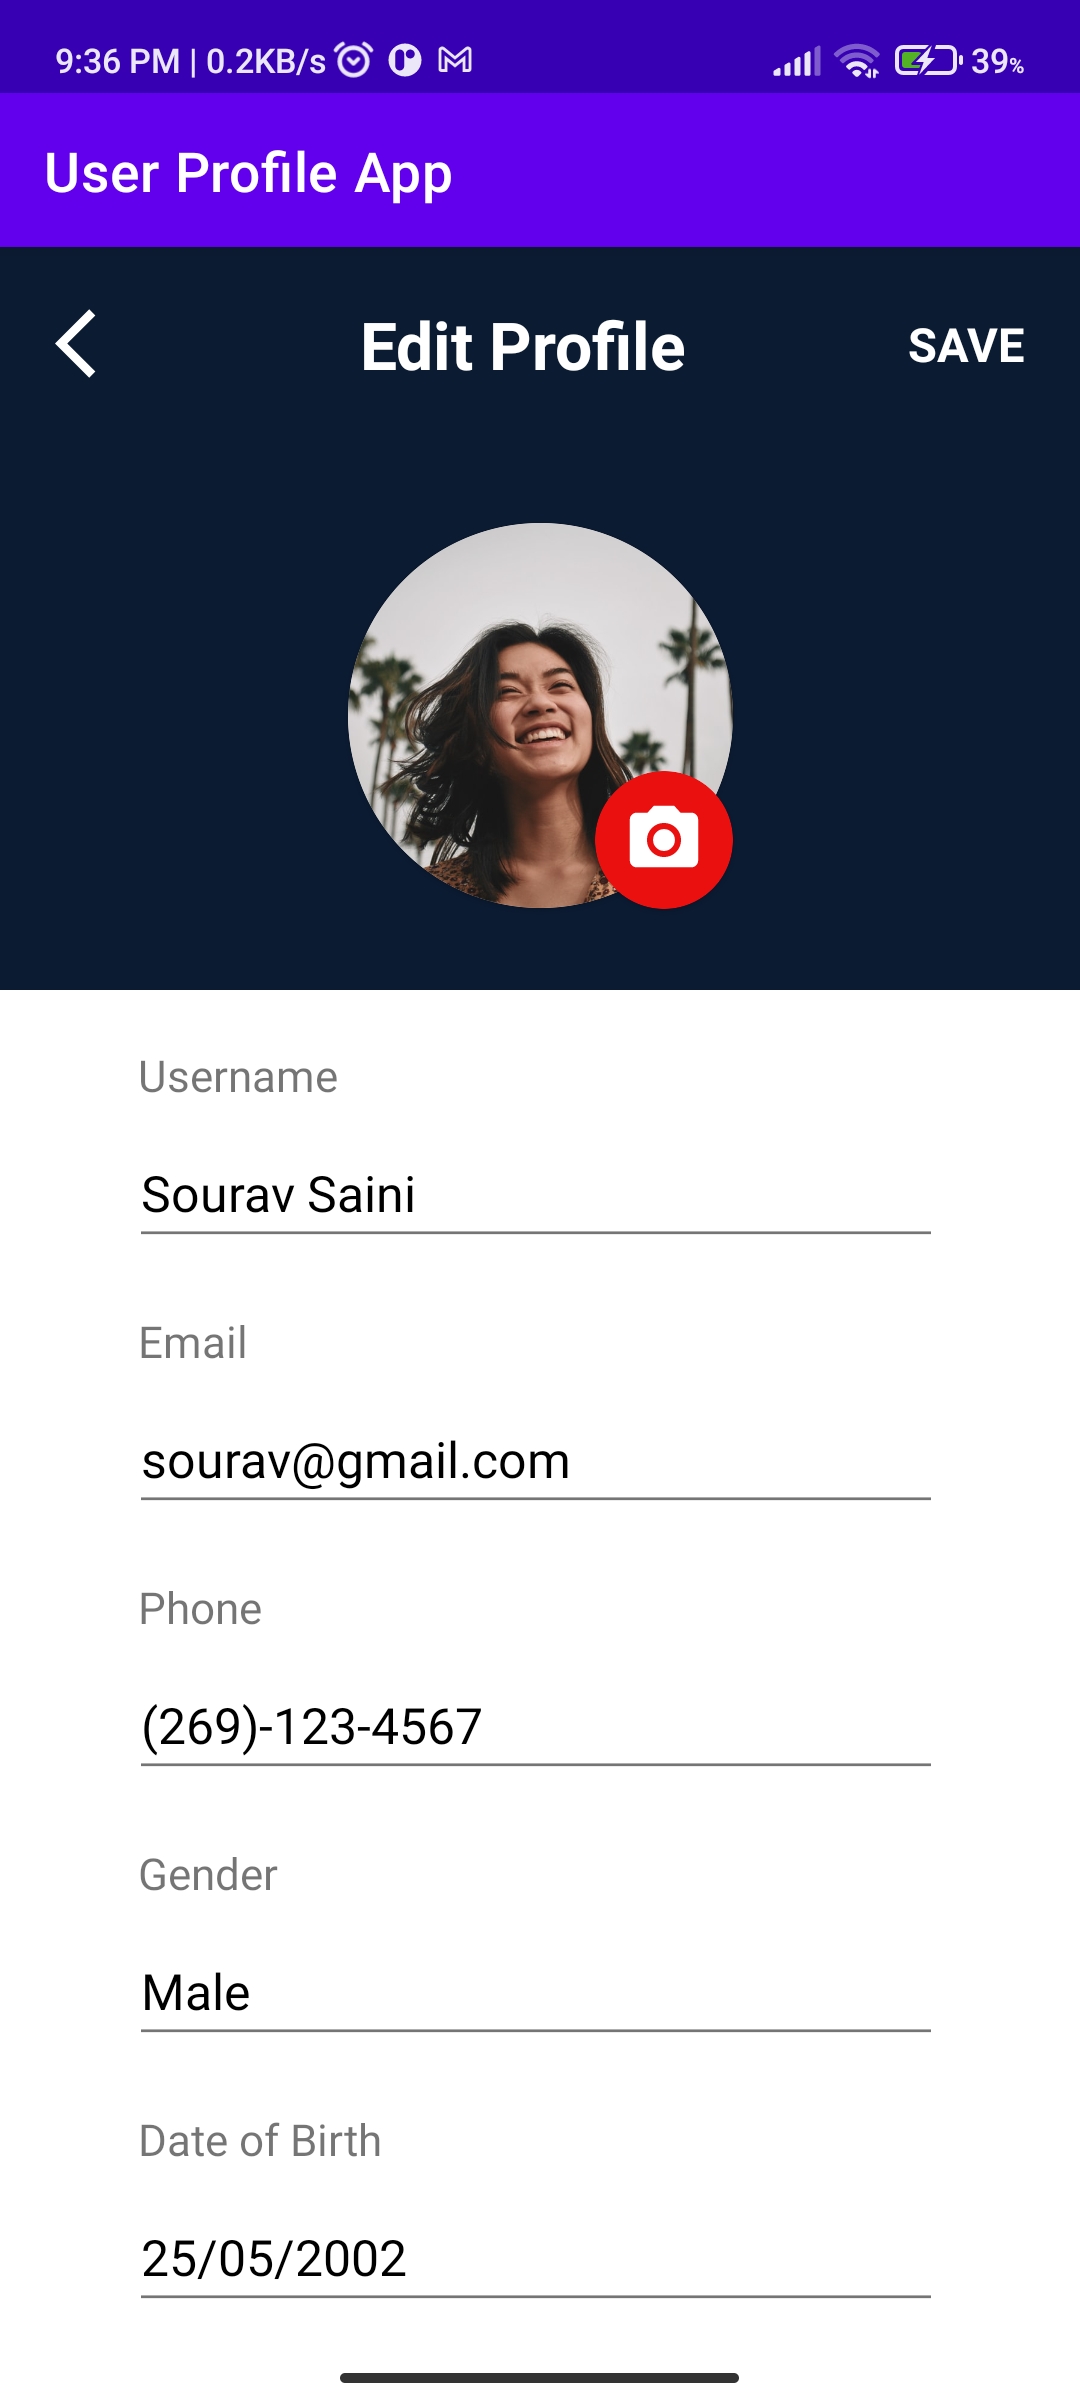 9:36 PM | 0.2KB/s 39%
User Profile App
Edit Profile SAVE
Username
Sourav Saini
Email
sourav@gmail.com
Phone
(269)-123-4567
Gender
Male
Date of Birth
25/05/2002